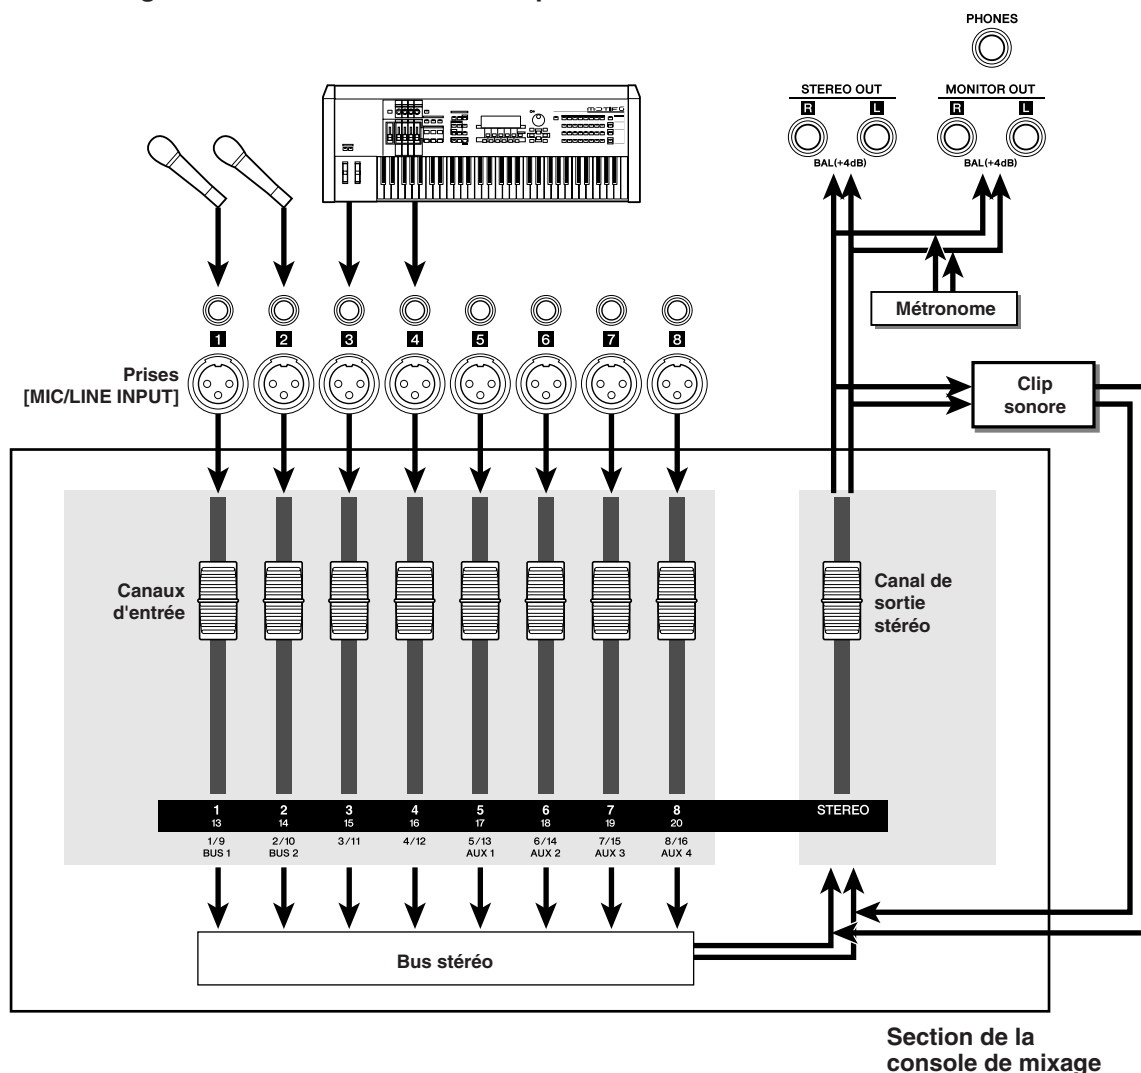 PHONES
STEREO OUT
MONITOR OUT
R L R L
BAL(+4dB) BAL(+4dB)
MOTIF 6
Métronome
1 2 3 4 5 6 7 8
Prises
[MIC/LINE INPUT]
Clip
sonore
Canaux
d'entrée
Canal de
sortie
stéréo
1 2 3 4 5 6 7 8 STEREO
13 14 15 16 17 18 19 20
1/9 2/10 3/11 4/12 5/13 6/14 7/15 8/16
BUS 1 BUS 2 AUX 1 AUX 2 AUX 3 AUX 4
Bus stéréo
Section de la
console de mixage